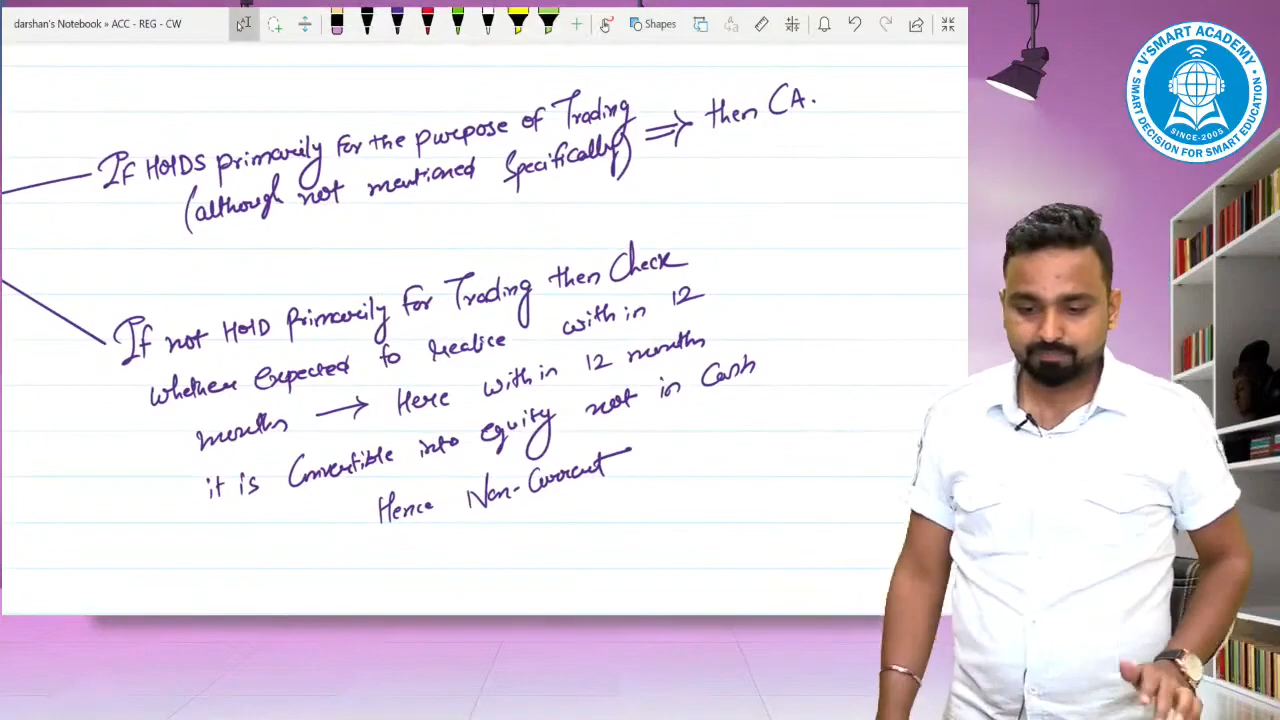 darshan's Notebook » ACC - REG - CW
Shapes
If HOlDS primarily for the purpose of Trading
(although not mentioned Specifically)
⇒ then CA.
If not HolD primarily for Trading then Check
whether Expected to realice with in 12
months → Here with in 12 months
it is Convertible into equity not in Cash
Hence Non-Current
V'SMART ACADEMY
SINCE-2005
SMART DECISION FOR SMART EDUCATION